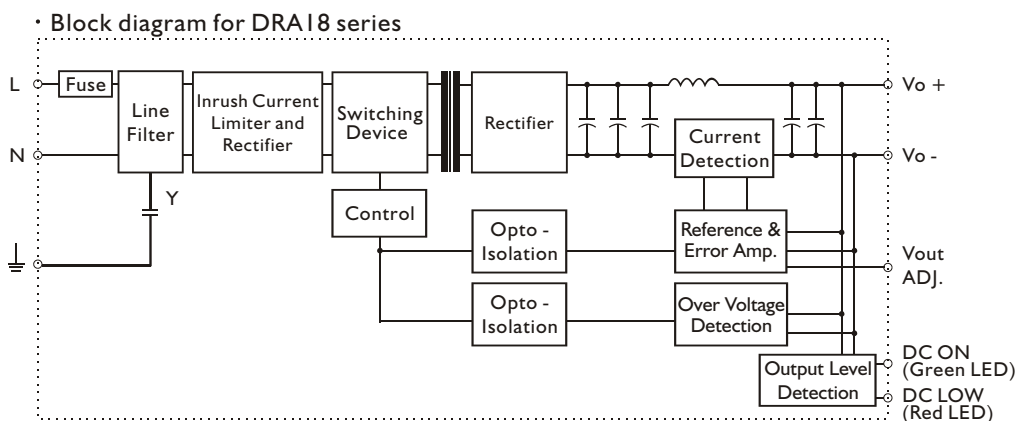 · Block diagram for DRA18 series
L
Fuse
Line
Filter
Inrush Current
Limiter and
Rectifier
Switching
Device
Rectifier
Current
Detection
Vo +
N
Vo -
Y
Control
Opto -
Isolation
Reference &
Error Amp.
Vout
ADJ.
Opto -
Isolation
Over Voltage
Detection
Output Level
Detection
DC ON
(Green LED)
DC LOW
(Red LED)